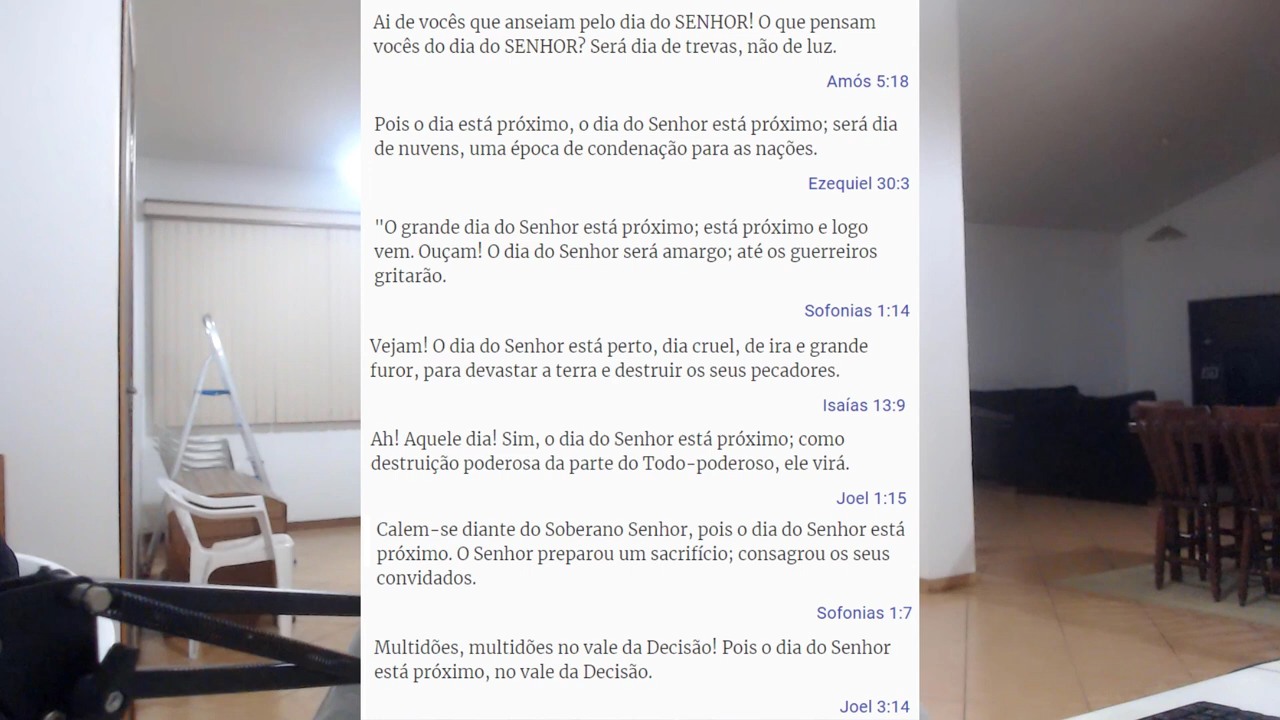 Ai de vocês que anseiam pelo dia do SENHOR! O que pensam
vocês do dia do SENHOR? Será dia de trevas, não de luz.
Amós 5:18
Pois o dia está próximo, o dia do Senhor está próximo; será dia
de nuvens, uma época de condenação para as nações.
Ezequiel 30:3
"O grande dia do Senhor está próximo; está próximo e logo
vem. Ouçam! O dia do Senhor será amargo; até os guerreiros
gritarão.
Sofonias 1:14
Vejam! O dia do Senhor está perto, dia cruel, de ira e grande
furor, para devastar a terra e destruir os seus pecadores.
Isaías 13:9
Ah! Aquele dia! Sim, o dia do Senhor está próximo; como
destruição poderosa da parte do Todo-poderoso, ele virá.
Joel 1:15
Calem-se diante do Soberano Senhor, pois o dia do Senhor está
próximo. O Senhor preparou um sacrifício; consagrou os seus
convidados.
Sofonias 1:7
Multidões, multidões no vale da Decisão! Pois o dia do Senhor
está próximo, no vale da Decisão.
Joel 3:14